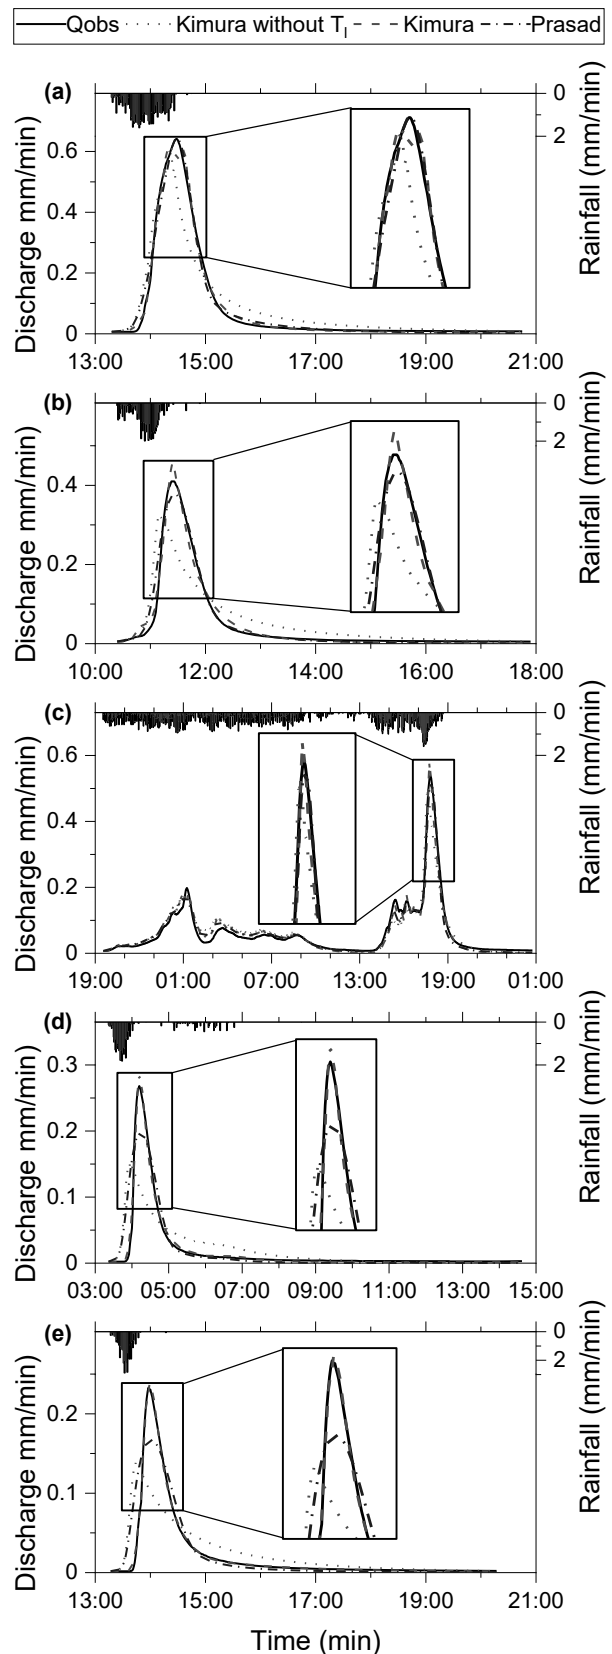 Qobs Kimura without T_I Kimura Prasad
(a)
0
2
Rainfall (mm/min)
Discharge mm/min)
0.6
0.4
0.2
0
13:00 15:00 17:00 19:00 21:00
(b)
0
2
Rainfall (mm/min)
Discharge mm/min)
0.4
0.2
0
10:00 12:00 14:00 16:00 18:00
(c)
0
2
Rainfall (mm/min)
Discharge mm/min)
0.6
0.4
0.2
0
19:00 01:00 07:00 13:00 19:00 01:00
(d)
0
2
Rainfall (mm/min)
Discharge mm/min)
0.3
0.2
0.1
0
03:00 05:00 07:00 09:00 11:00 13:00 15:00
(e)
0
2
Rainfall (mm/min)
Discharge mm/min)
0.2
0.1
0
13:00 15:00 17:00 19:00 21:00
Time (min)